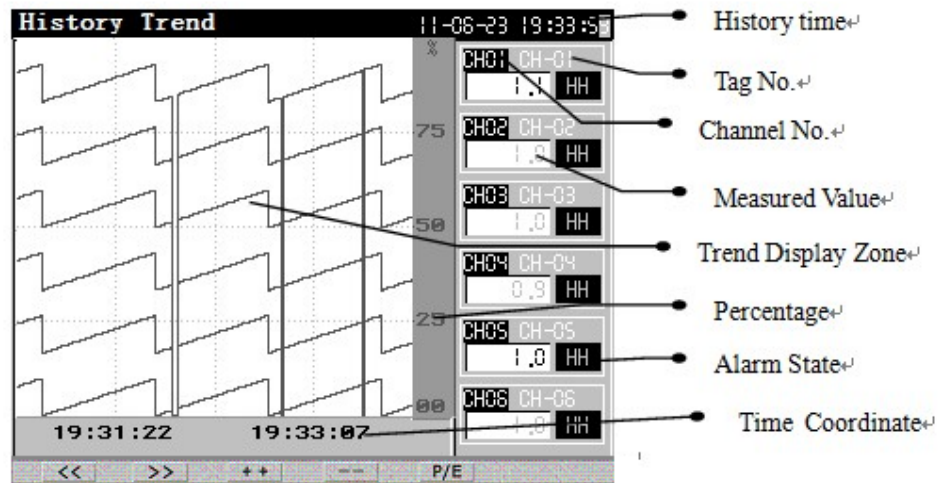 History Trend 11-06-23 19:33:58
%
75
50
25
00
CH01 CH-01
1.1 HH
CH02 CH-02
1.0 HH
CH03 CH-03
1.0 HH
CH04 CH-04
0.9 HH
CH05 CH-05
1.0 HH
CH06 CH-06
1.0 HH
19:31:22 19:33:07
<< >> ++ -- P/E
History time
Tag No.
Channel No.
Measured Value
Trend Display Zone
Percentage
Alarm State
Time Coordinate